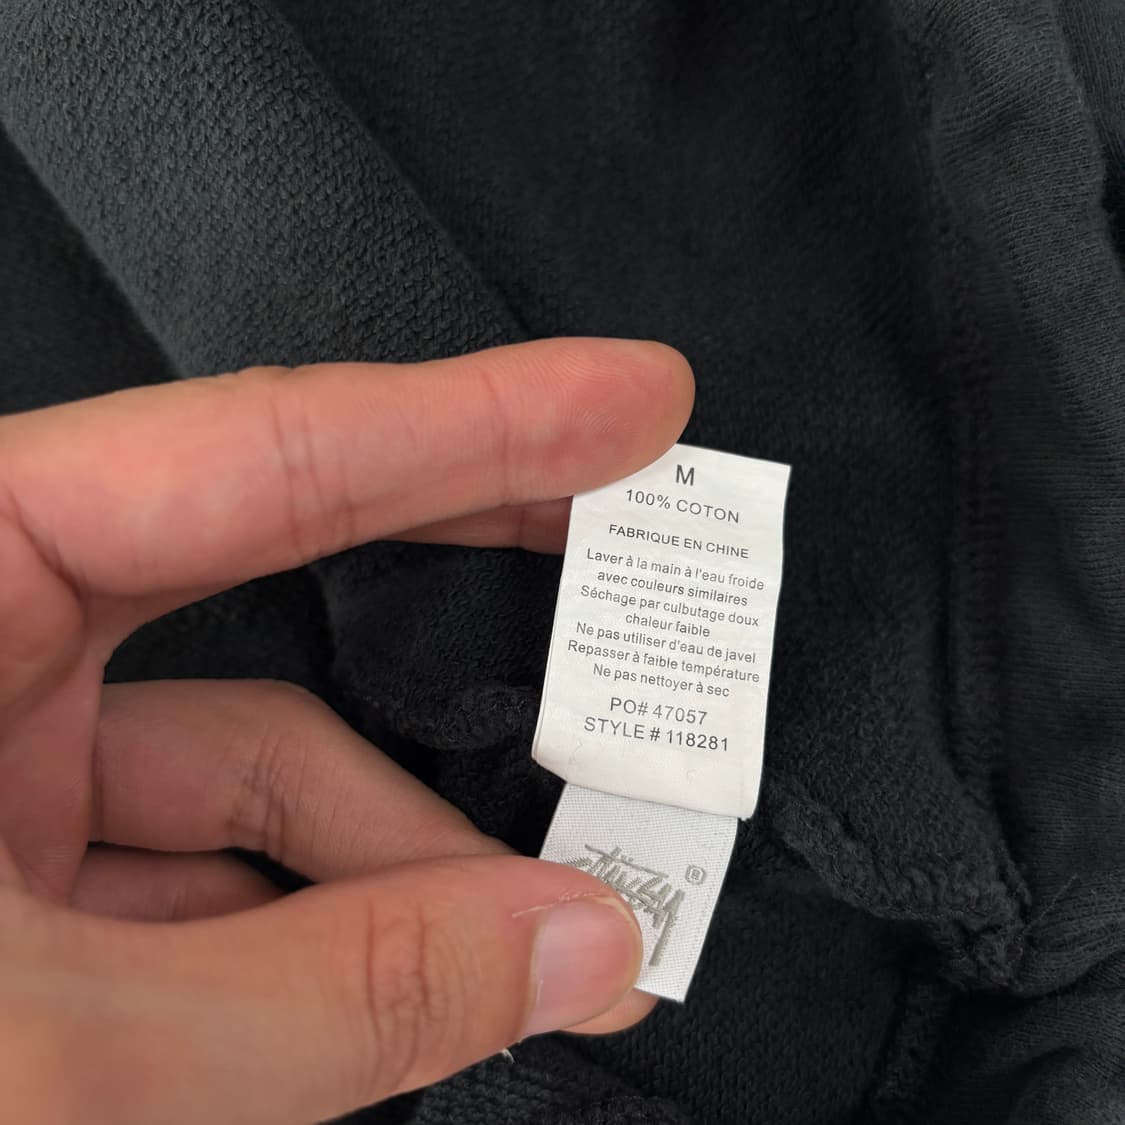 M
100% COTON
FABRIQUE EN CHINE
Laver à la main à l'eau froide
avec couleurs similaires
Séchage par culbutage doux
chaleur faible
Ne pas utiliser d'eau de javel
Repasser à faible température
Ne pas nettoyer à sec
PO# 47057
STYLE # 118281
Stüssy ®